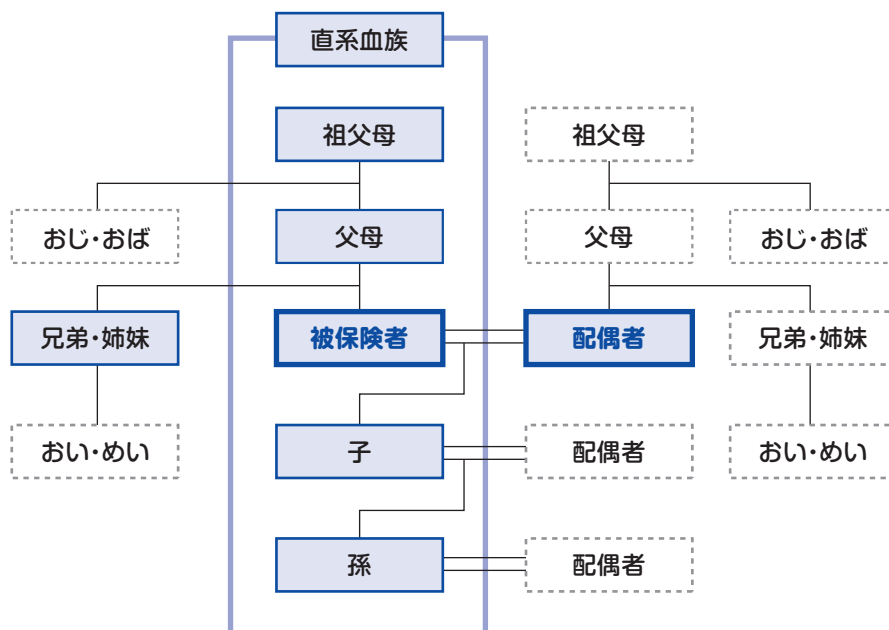 直系血族
祖父母
祖父母
おじ・おば
父母
父母
おじ・おば
兄弟・姉妹
被保険者
配偶者
兄弟・姉妹
おい・めい
子
配偶者
おい・めい
孫
配偶者